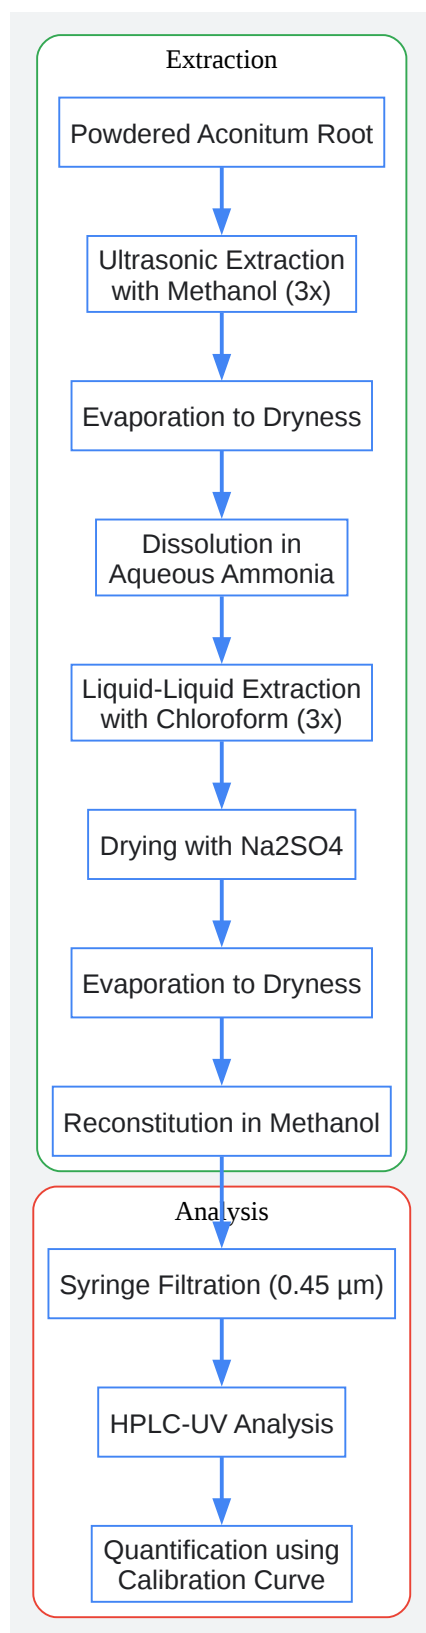 Extraction
Powdered Aconitum Root
Ultrasonic Extraction
with Methanol (3x)
Evaporation to Dryness
Dissolution in
Aqueous Ammonia
Liquid-Liquid Extraction
with Chloroform (3x)
Drying with Na2SO4
Evaporation to Dryness
Reconstitution in Methanol
Analysis
Syringe Filtration (0.45 µm)
HPLC-UV Analysis
Quantification using
Calibration Curve